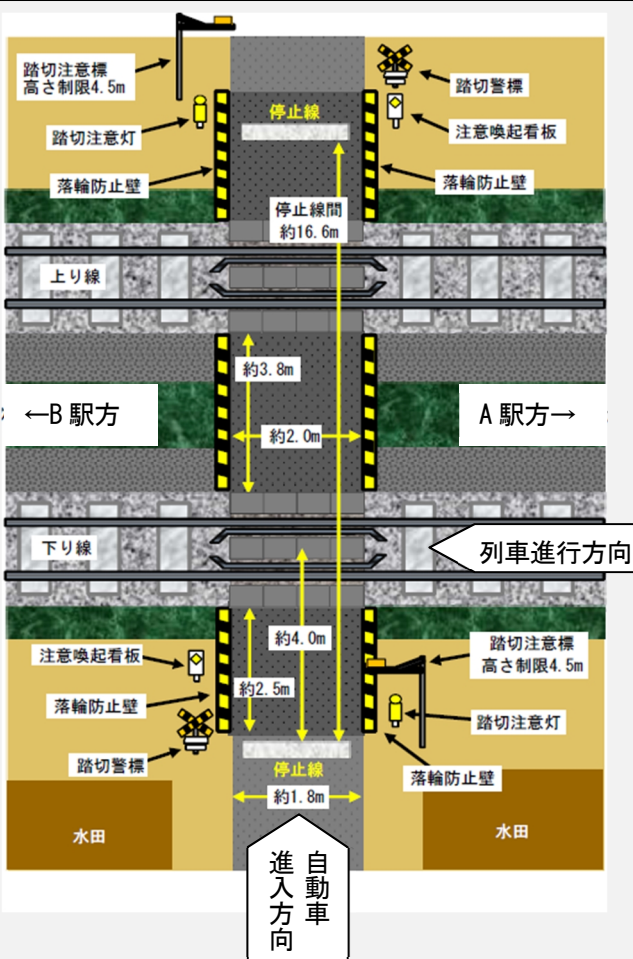 踏切注意標
高さ制限4.5m
踏切警標
停止線
踏切注意灯
注意喚起看板
落輪防止壁
落輪防止壁
停止線間
約16.6m
上り線
約3.8m
←B 駅方
A 駅方→
約2.0m
下り線
列車進行方向
約4.0m
踏切注意標
高さ制限4.5m
注意喚起看板
約2.5m
落輪防止壁
踏切注意灯
踏切警標
停止線
落輪防止壁
約1.8m
水田
水田
自動車
進入方向